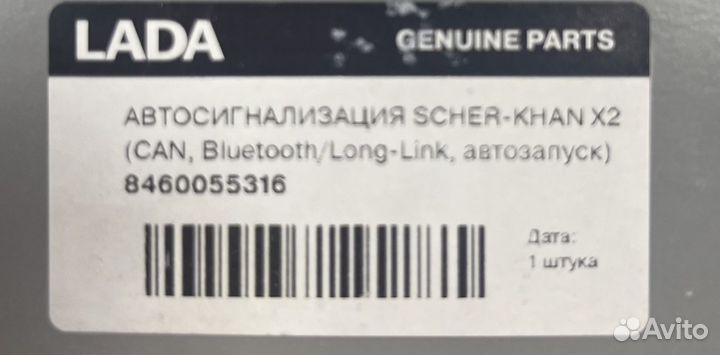 LADA
GENUINE PARTS
АВТОСИГНАЛИЗАЦИЯ SCHER-KHAN X2
(CAN, Bluetooth/Long-Link, автозапуск)
8460055316
Дата:
1 штука
Avito